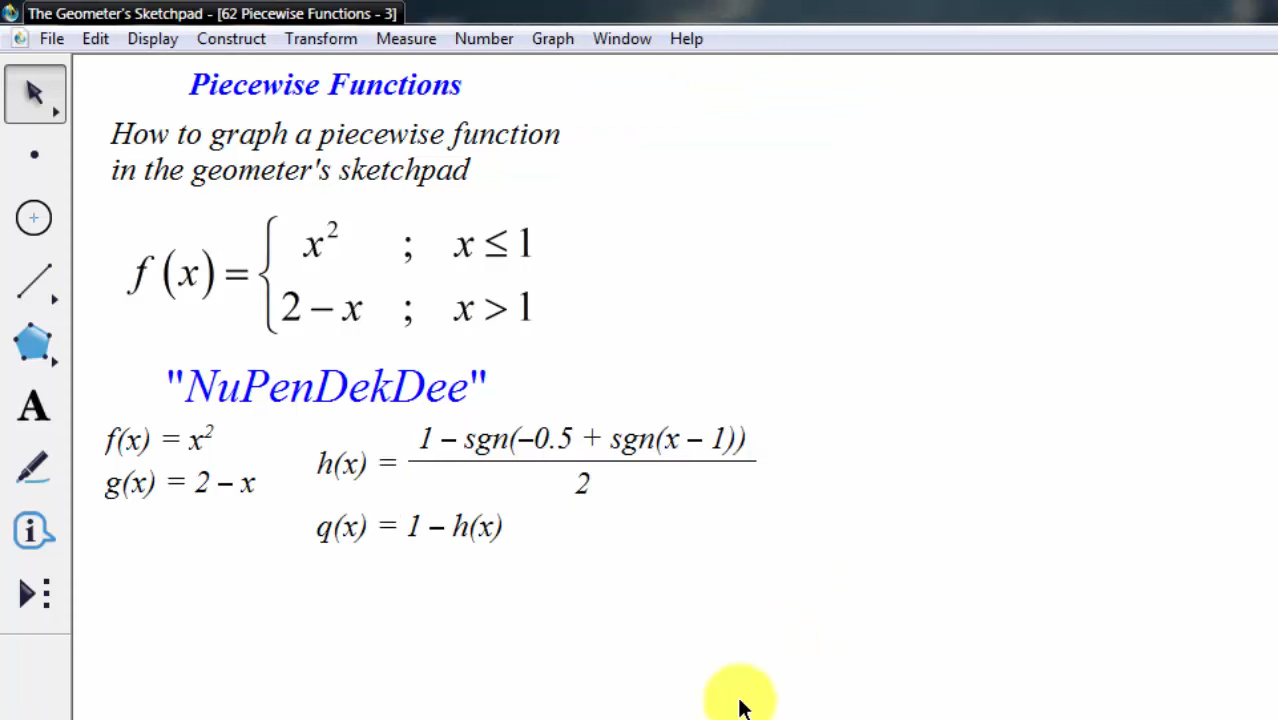 The Geometer's Sketchpad - [62 Piecewise Functions - 3]
File Edit Display Construct Transform Measure Number Graph Window Help
Piecewise Functions
How to graph a piecewise function
in the geometer's sketchpad
f(x) = { x² ; x ≤ 1
2 − x ; x > 1
"NuPenDekDee"
f(x) = x²
g(x) = 2 – x
h(x) = (1 – sgn(–0.5 + sgn(x – 1))) / 2
q(x) = 1 – h(x)
A
i